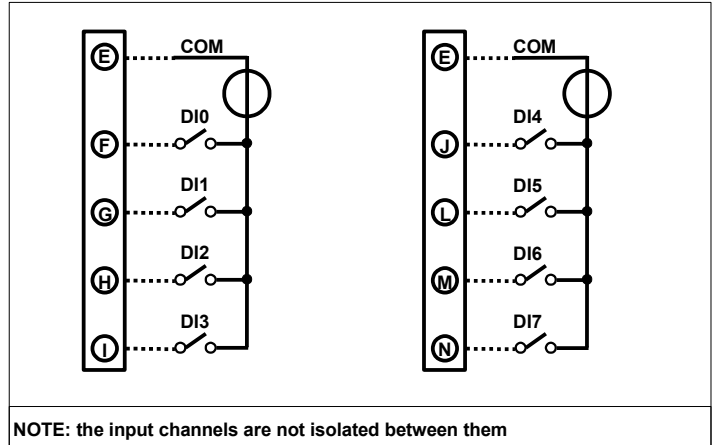 E COM E COM
F DI0 J DI4
G DI1 L DI5
H DI2 M DI6
I DI3 N DI7
NOTE: the input channels are not isolated between them